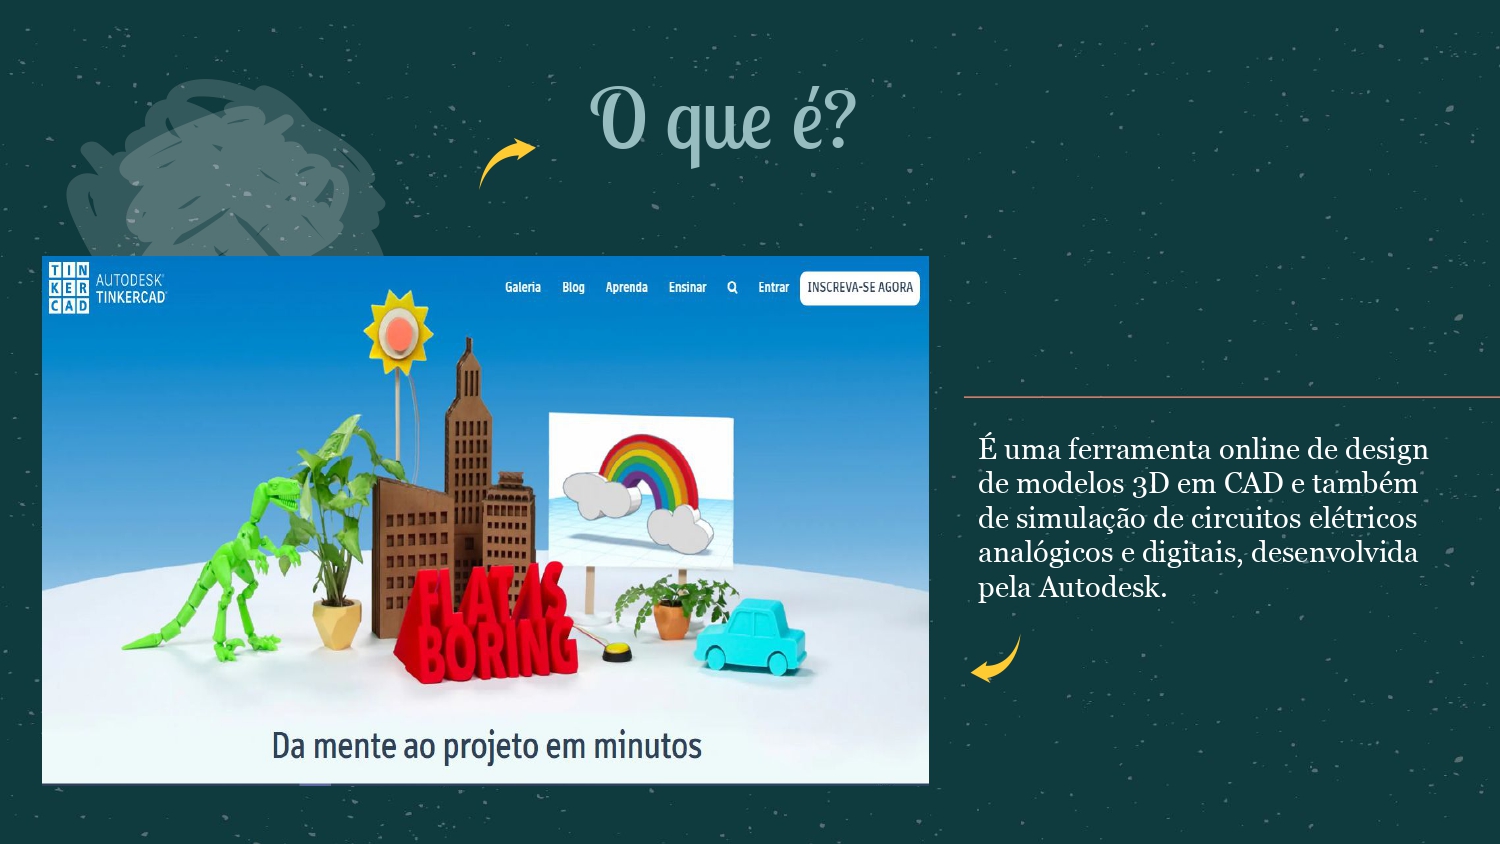 O que é?
TIN
KER
CAD
AUTODESK®
TINKERCAD®
Galeria Blog Aprenda Ensinar Entrar INSCREVA-SE AGORA
FLAT IS
BORING
Da mente ao projeto em minutos
É uma ferramenta online de design
de modelos 3D em CAD e também
de simulação de circuitos elétricos
analógicos e digitais, desenvolvida
pela Autodesk.